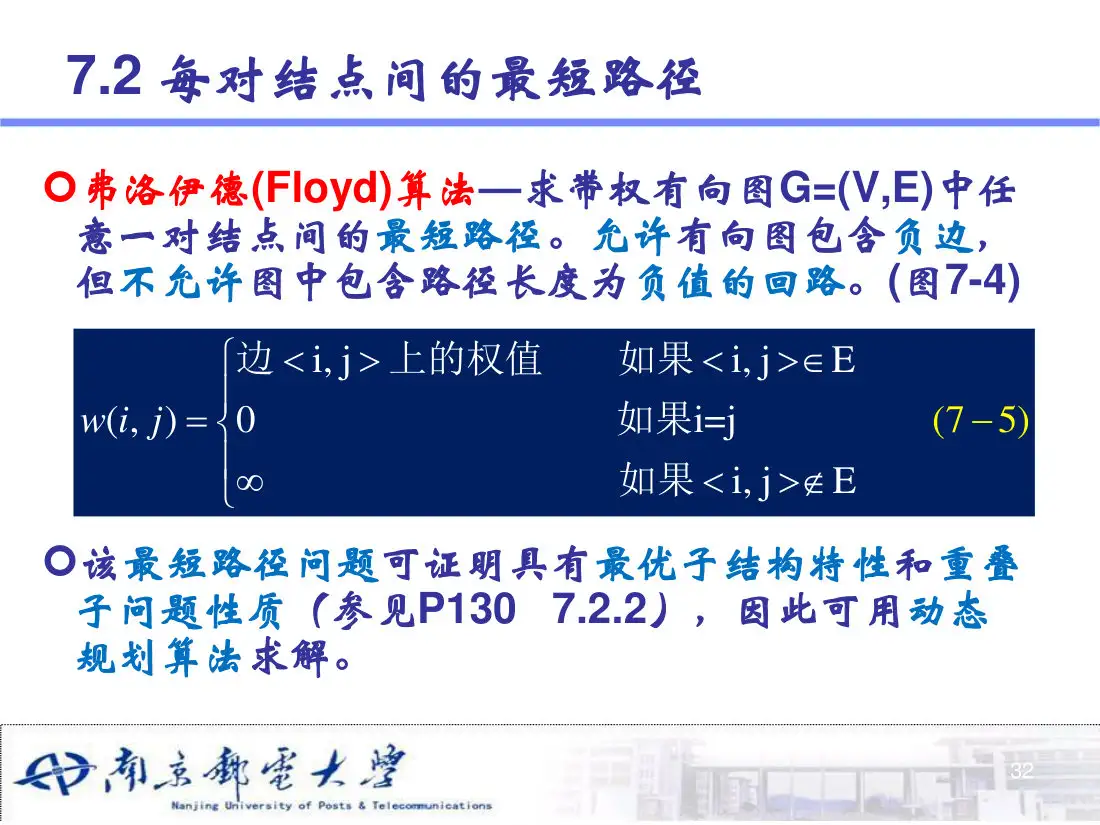 7.2 每对结点间的最短路径
弗洛伊德(Floyd)算法—求带权有向图G=(V,E)中任
意一对结点间的最短路径。允许有向图包含负边，
但不允许图中包含路径长度为负值的回路。(图7-4)
边<i, j>上的权值 如果<i, j>∈E
w(i, j)= 0 如果i=j (7−5)
∞ 如果<i, j>∉E
该最短路径问题可证明具有最优子结构特性和重叠
子问题性质（参见P130 7.2.2），因此可用动态
规划算法求解。
南京邮電大學
Nanjing University of Posts & Telecommunications
32